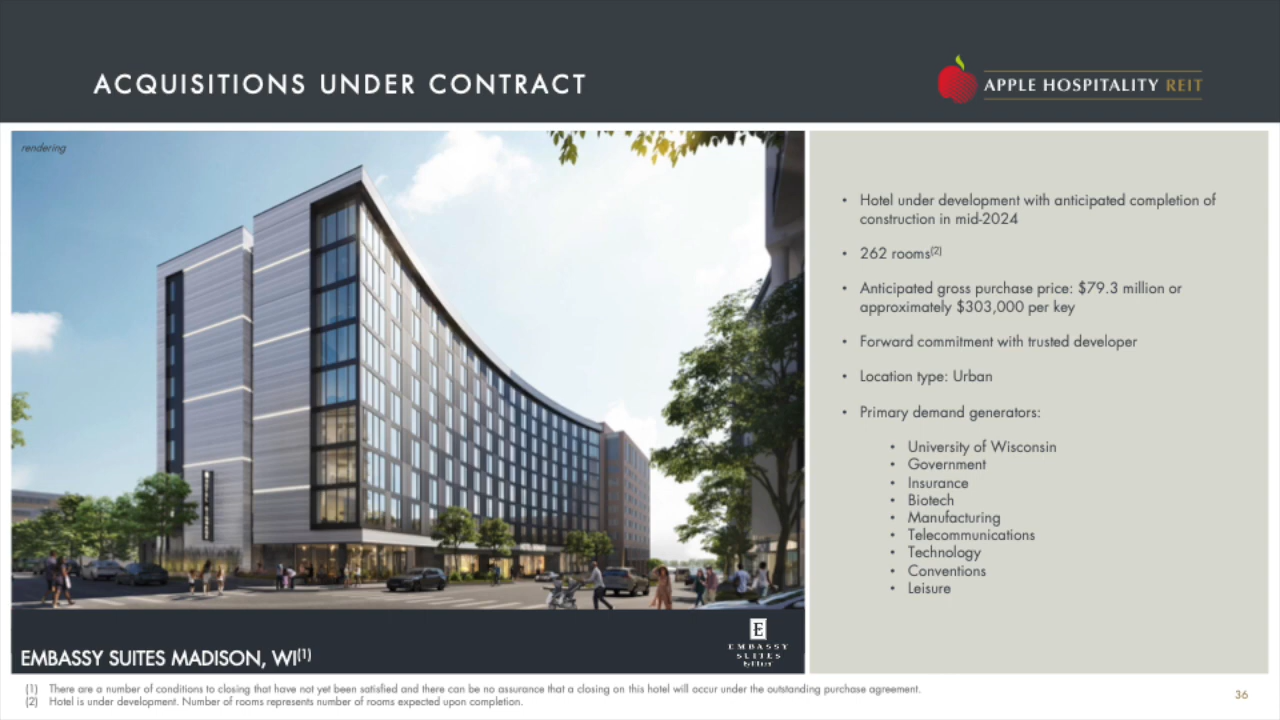 ACQUISITIONS UNDER CONTRACT
APPLE HOSPITALITY REIT
rendering
• Hotel under development with anticipated completion of
construction in mid-2024
• 262 rooms(2)
• Anticipated gross purchase price: $79.3 million or
approximately $303,000 per key
• Forward commitment with trusted developer
• Location type: Urban
• Primary demand generators:
• University of Wisconsin
• Government
• Insurance
• Biotech
• Manufacturing
• Telecommunications
• Technology
• Conventions
• Leisure
E
EMBASSY
SUITES
by Hilton
EMBASSY SUITES MADISON, WI(1)
(1) There are a number of conditions to closing that have not yet been satisfied and there can be no assurance that a closing on this hotel will occur under the outstanding purchase agreement.
(2) Hotel is under development. Number of rooms represents number of rooms expected upon completion.
36